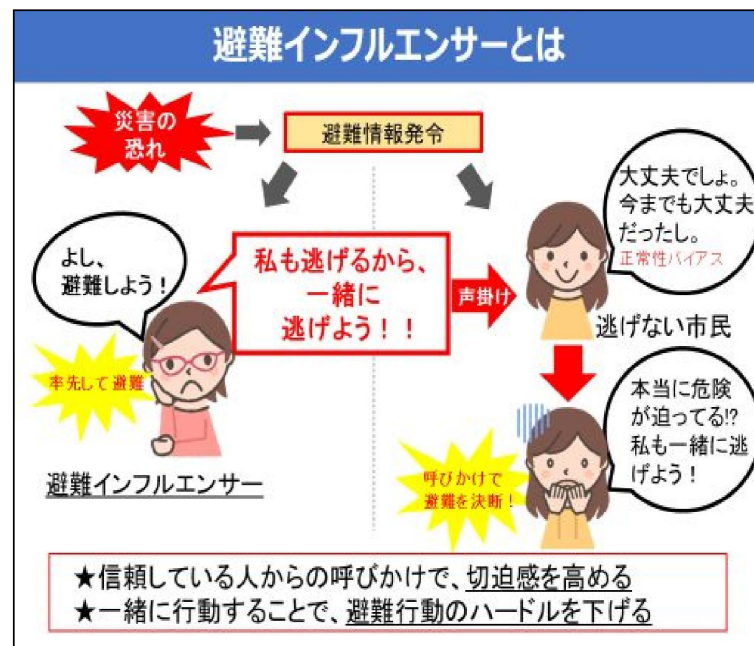 避難インフルエンサーとは
災害の
恐れ
避難情報発令
よし、
避難しよう！
率先して避難
避難インフルエンサー
私も逃げるから、
一緒に
逃げよう！！
声掛け
大丈夫でしょ。
今までも大丈夫
だったし。
正常性バイアス
逃げない市民
本当に危険
が迫ってる!?
私も一緒に逃
げよう！
呼びかけで
避難を決断！
★信頼している人からの呼びかけで、切迫感を高める
★一緒に行動することで、避難行動のハードルを下げる